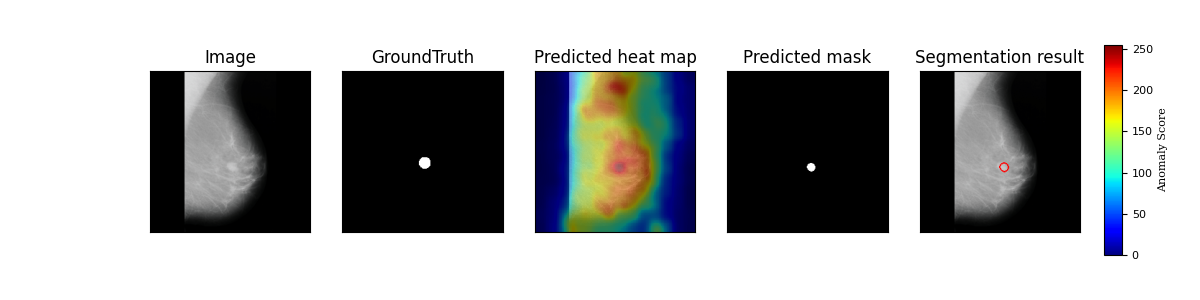 Image
GroundTruth
Predicted heat map
Predicted mask
Segmentation result
250
200
150
100
50
0
Anomaly Score